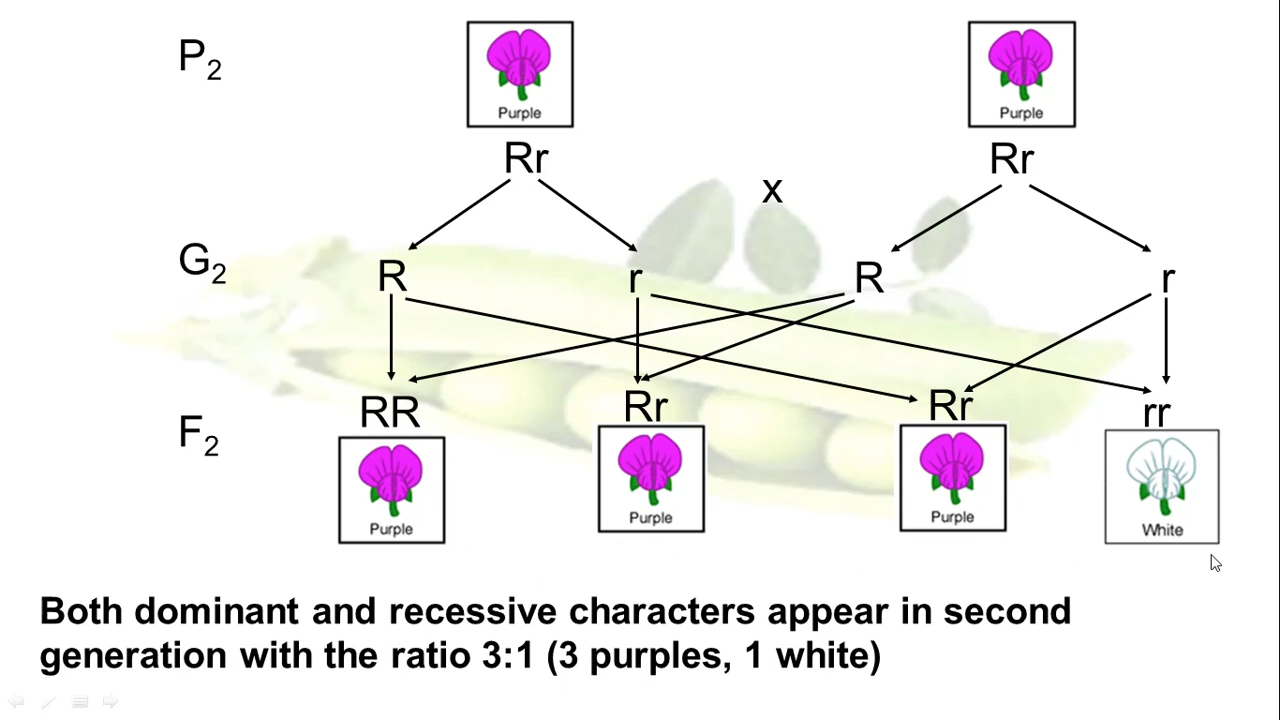 P₂
Purple Purple
Rr Rr
x
G₂ R r R r
F₂ RR Rr Rr rr
Purple Purple Purple White
Both dominant and recessive characters appear in second
generation with the ratio 3:1 (3 purples, 1 white)